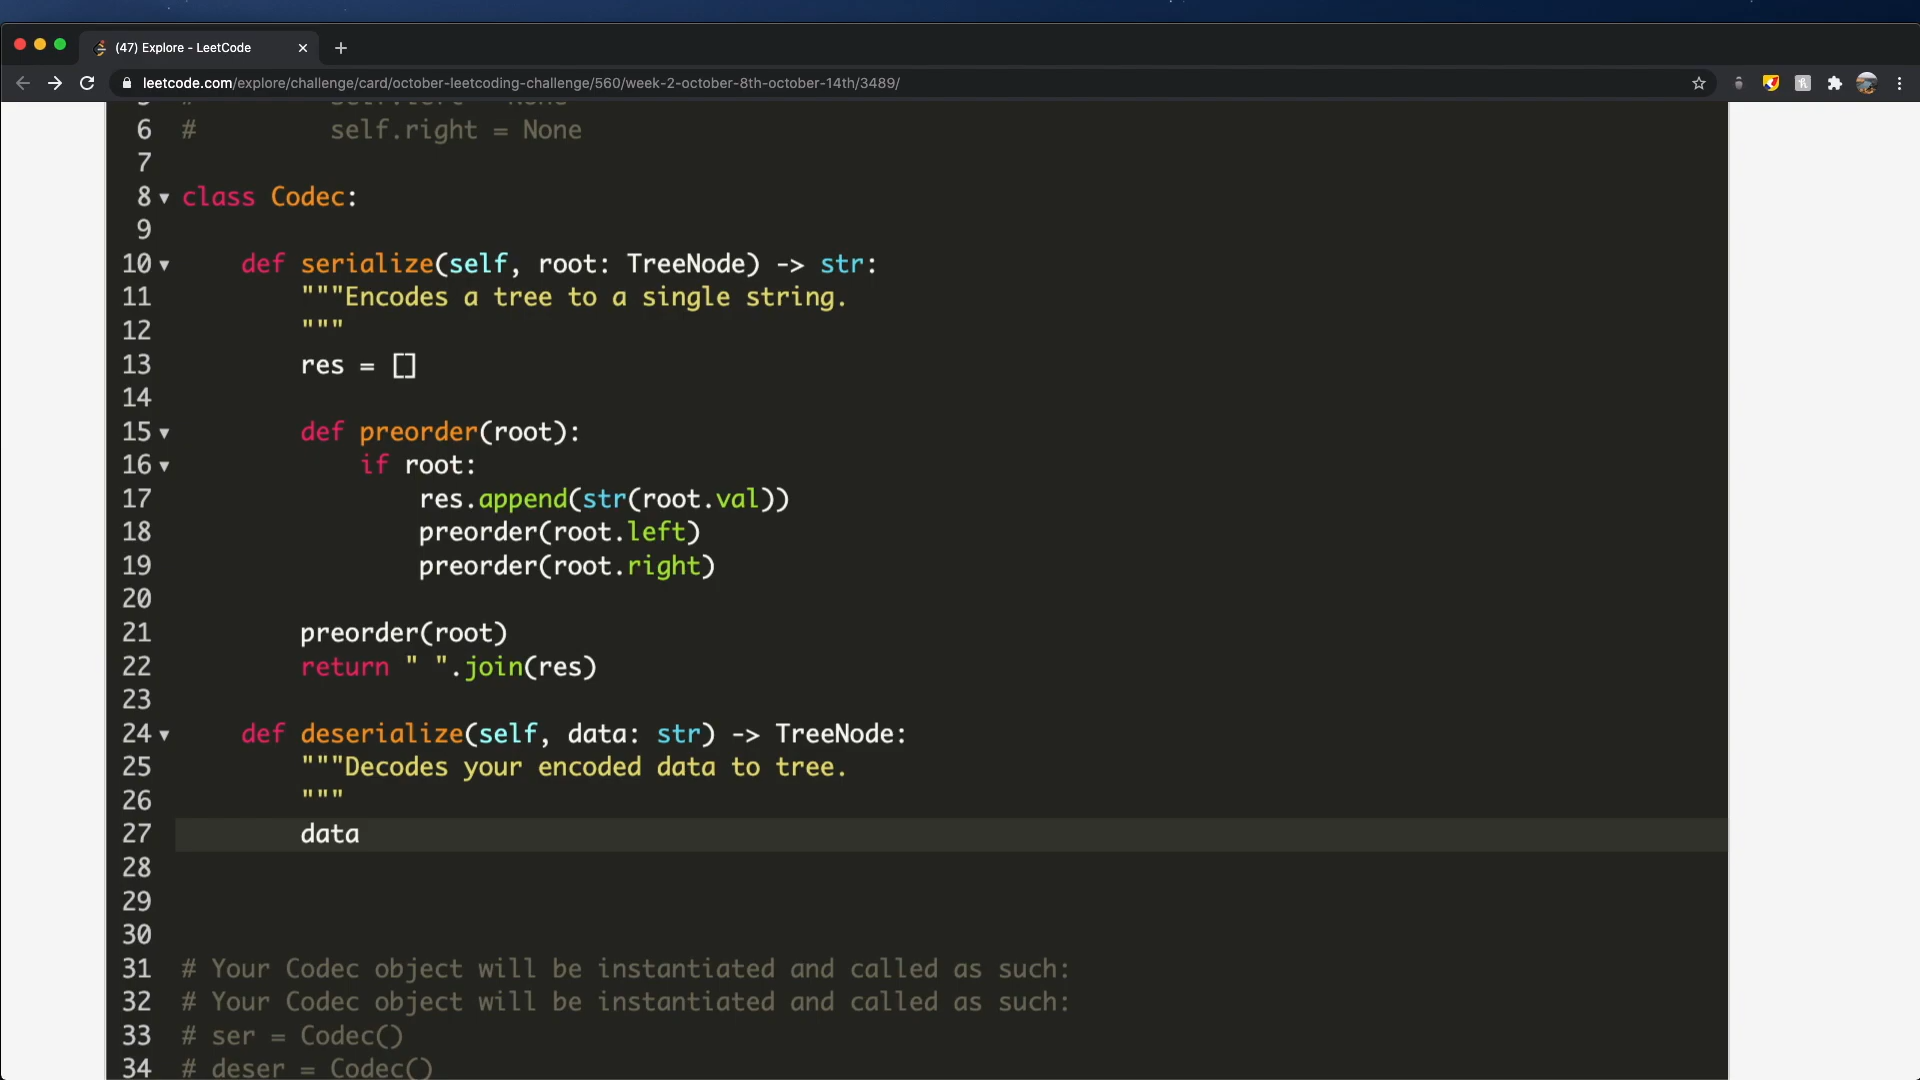 (47) Explore - LeetCode
leetcode.com/explore/challenge/card/october-leetcoding-challenge/560/week-2-october-8th-october-14th/3489/
5 # self.left = None
6 # self.right = None
7
8 class Codec:
9
10 def serialize(self, root: TreeNode) -> str:
11 """Encodes a tree to a single string.
12 """
13 res = []
14
15 def preorder(root):
16 if root:
17 res.append(str(root.val))
18 preorder(root.left)
19 preorder(root.right)
20
21 preorder(root)
22 return " ".join(res)
23
24 def deserialize(self, data: str) -> TreeNode:
25 """Decodes your encoded data to tree.
26 """
27 data
28
29
30
31 # Your Codec object will be instantiated and called as such:
32 # Your Codec object will be instantiated and called as such:
33 # ser = Codec()
34 # deser = Codec()